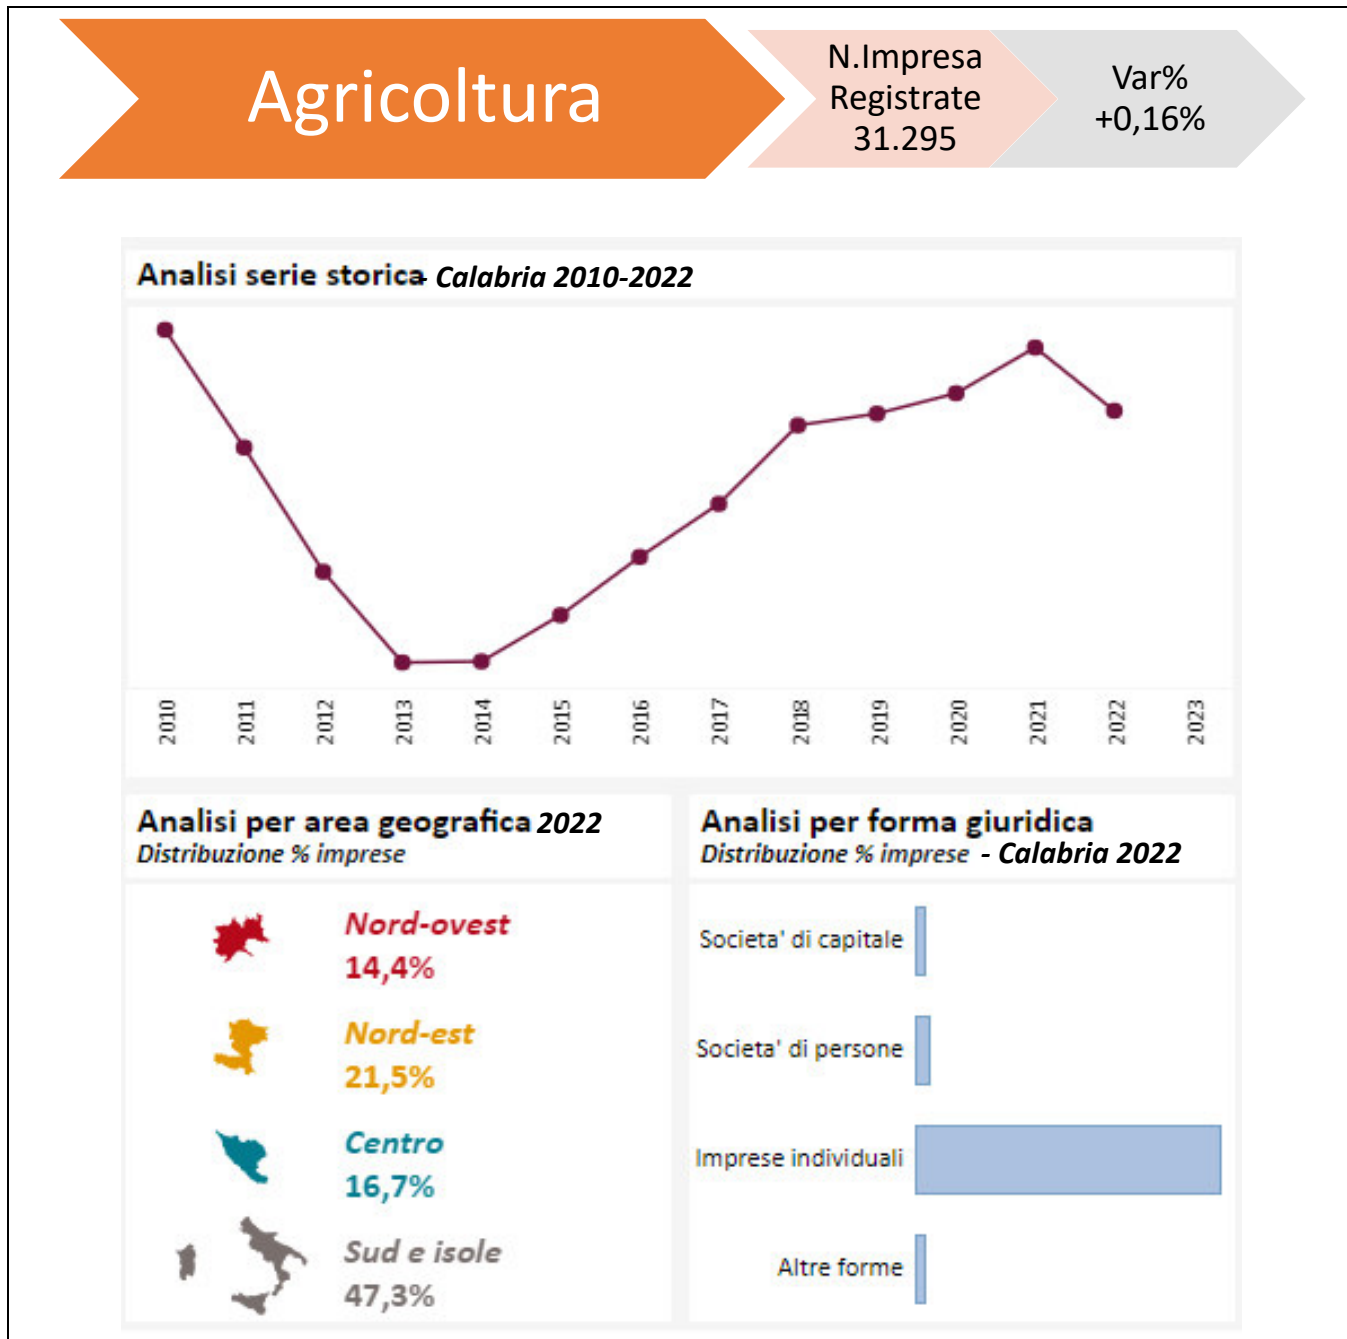 Agricoltura
N.Impresa
Registrate
31.295
Var%
+0,16%
Analisi serie storica - Calabria 2010-2022
2010
2011
2012
2013
2014
2015
2016
2017
2018
2019
2020
2021
2022
2023
Analisi per area geografica 2022
Distribuzione % imprese
Nord-ovest
14,4%
Nord-est
21,5%
Centro
16,7%
Sud e isole
47,3%
Analisi per forma giuridica
Distribuzione % imprese - Calabria 2022
Societa' di capitale
Societa' di persone
Imprese individuali
Altre forme